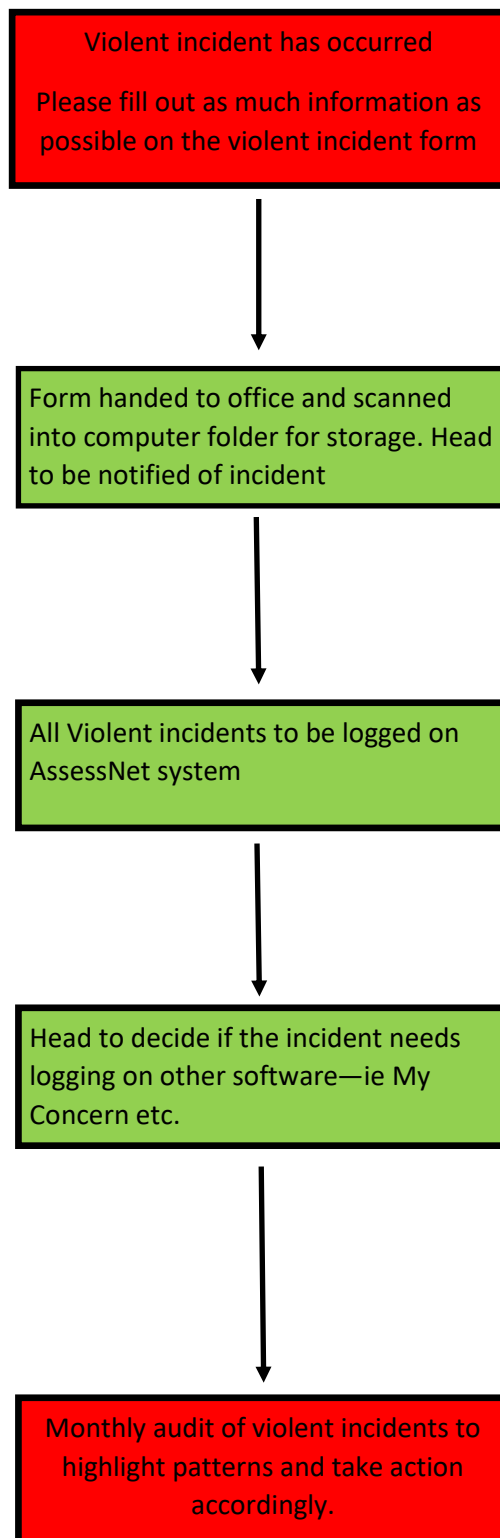 Violent incident has occurred
Please fill out as much information as
possible on the violent incident form
Form handed to office and scanned
into computer folder for storage. Head
to be notified of incident
All Violent incidents to be logged on
AssessNet system
Head to decide if the incident needs
logging on other software—ie My
Concern etc.
Monthly audit of violent incidents to
highlight patterns and take action
accordingly.